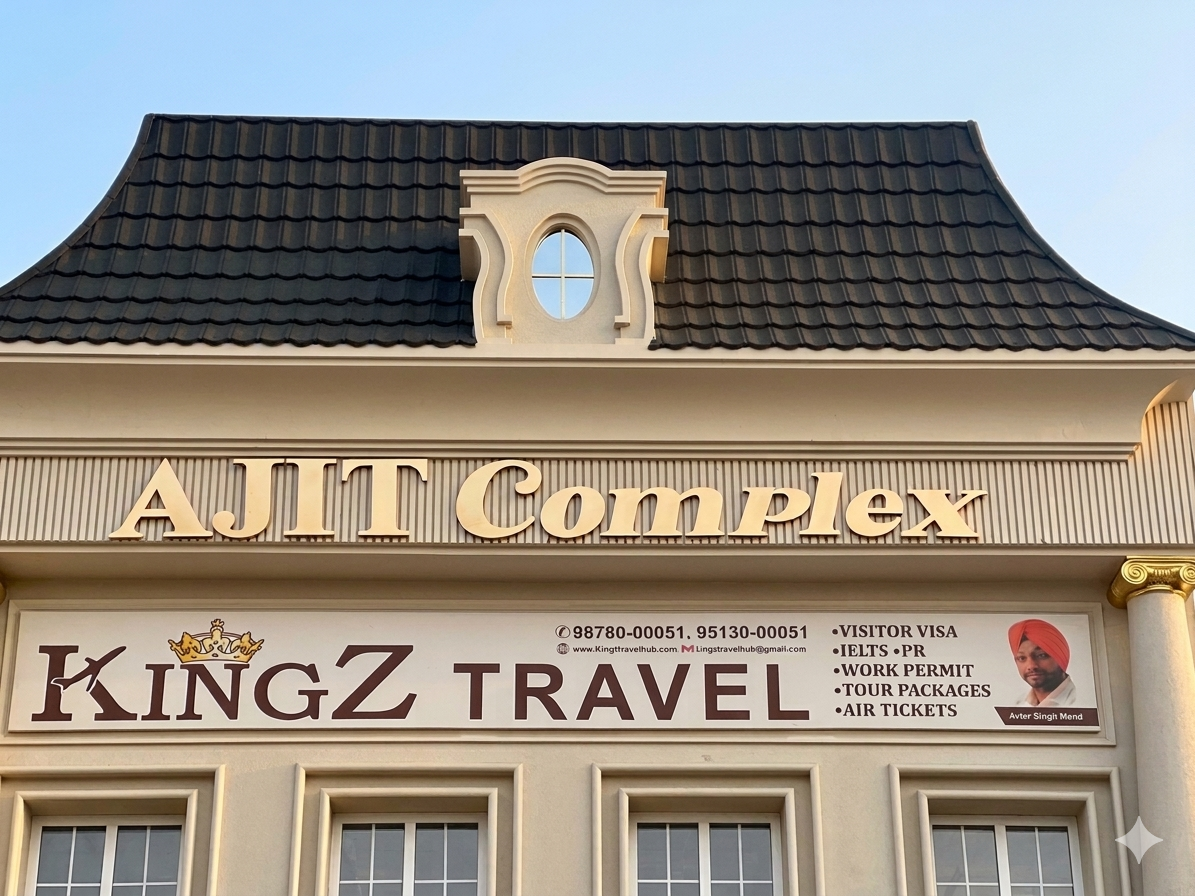 AJIT Complex
KINGZ TRAVEL
✆98780-00051, 95130-00051
www.Kingttravelhub.com Lingstravelhub@gmail.com
•VISITOR VISA
•IELTS •PR
•WORK PERMIT
•TOUR PACKAGES
•AIR TICKETS
Avter Singit Mend